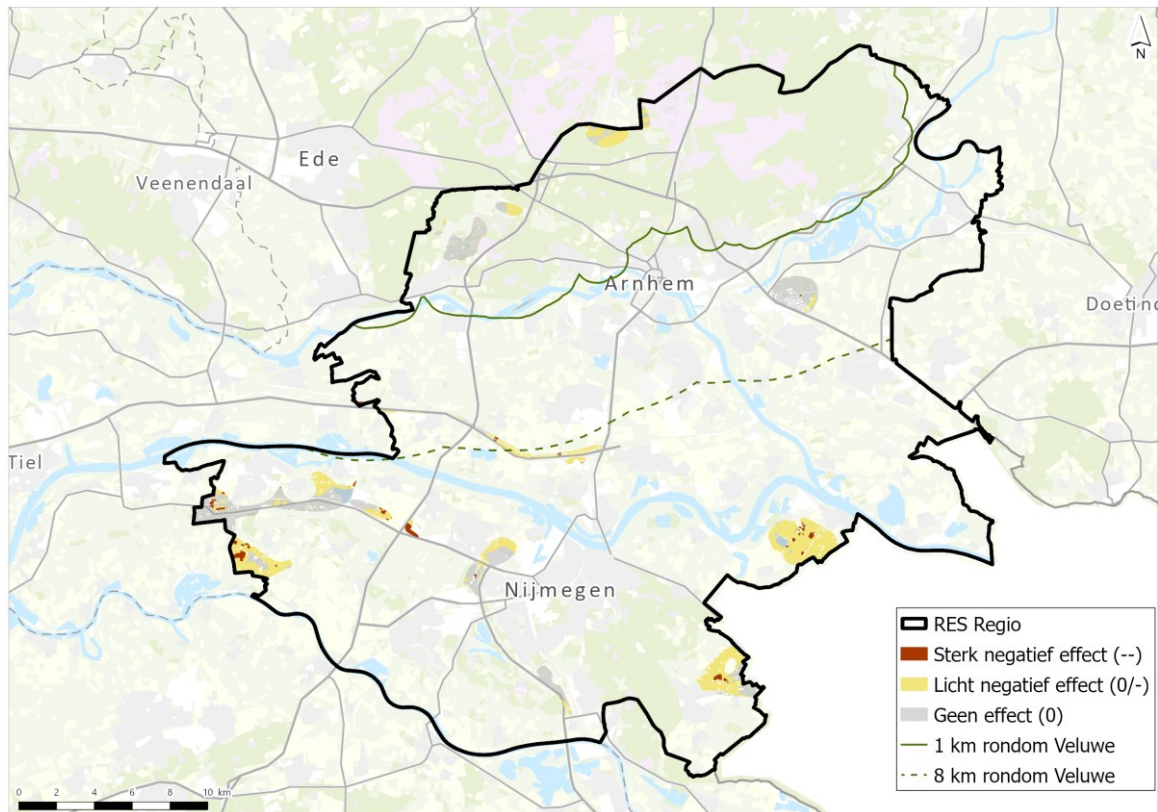 N
Ede
Veenendaal
Arnhem
Doetinc
Tiel
Nijmegen
RES Regio
Sterk negatief effect (--)
Licht negatief effect (0/-)
Geen effect (0)
1 km rondom Veluwe
8 km rondom Veluwe
0 2 4 6 8 10 km